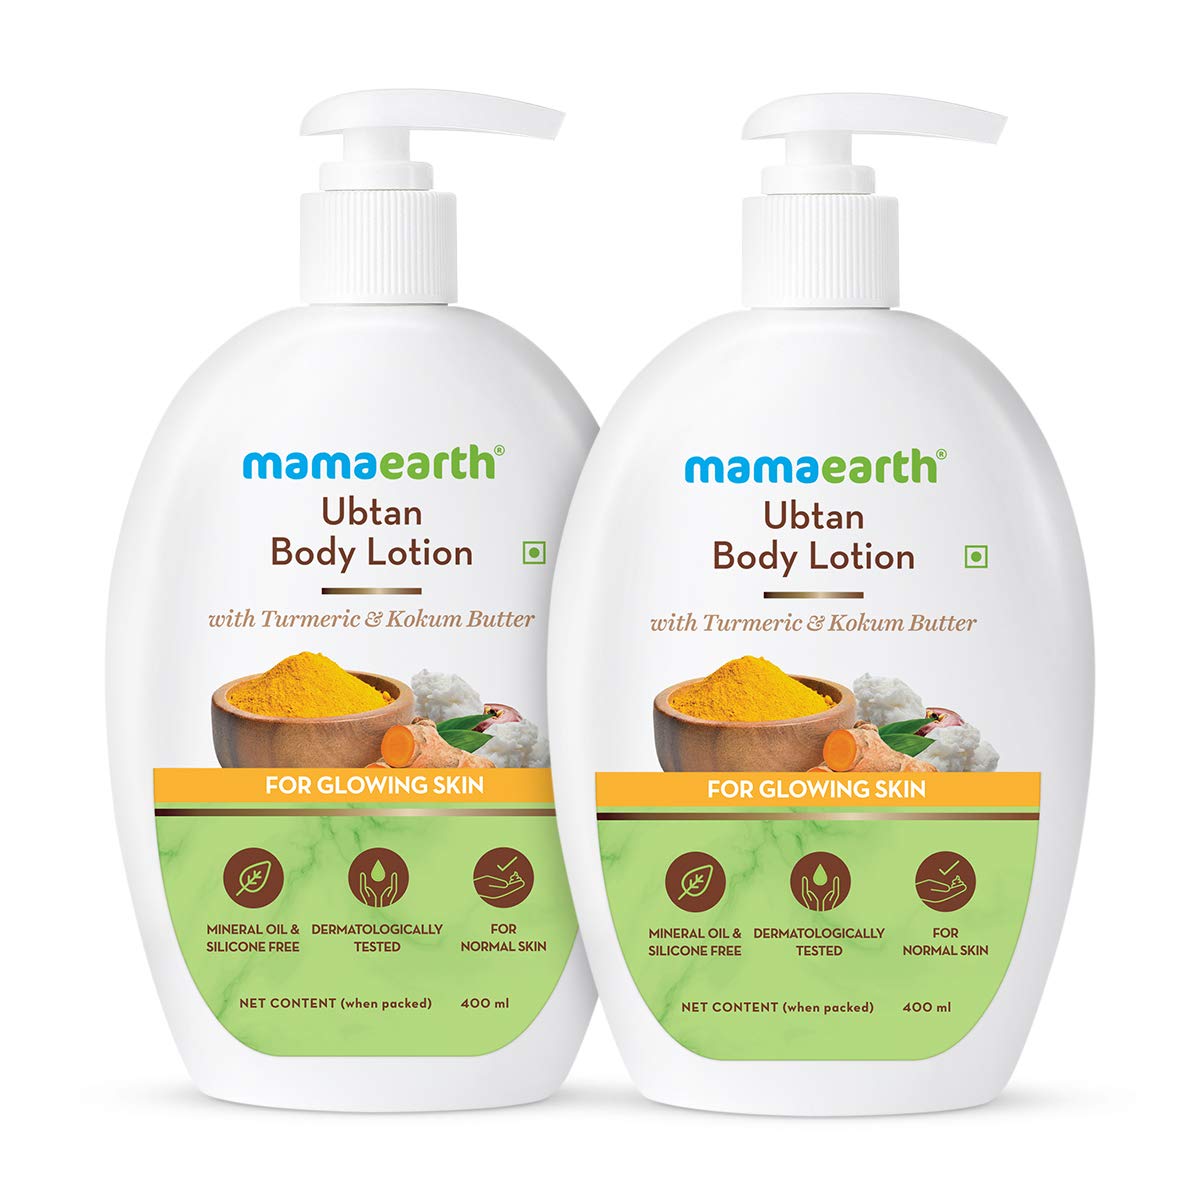 mamaearth®
Ubtan
Body Lotion
with Turmeric & Kokum Butter
FOR GLOWING SKIN
MINERAL OIL &
SILICONE FREE
DERMATOLOGICALLY
TESTED
FOR
NORMAL SKIN
NET CONTENT (when packed) 400 ml
mamaearth®
Ubtan
Body Lotion
with Turmeric & Kokum Butter
FOR GLOWING SKIN
MINERAL OIL &
SILICONE FREE
DERMATOLOGICALLY
TESTED
FOR
NORMAL SKIN
NET CONTENT (when packed) 400 ml